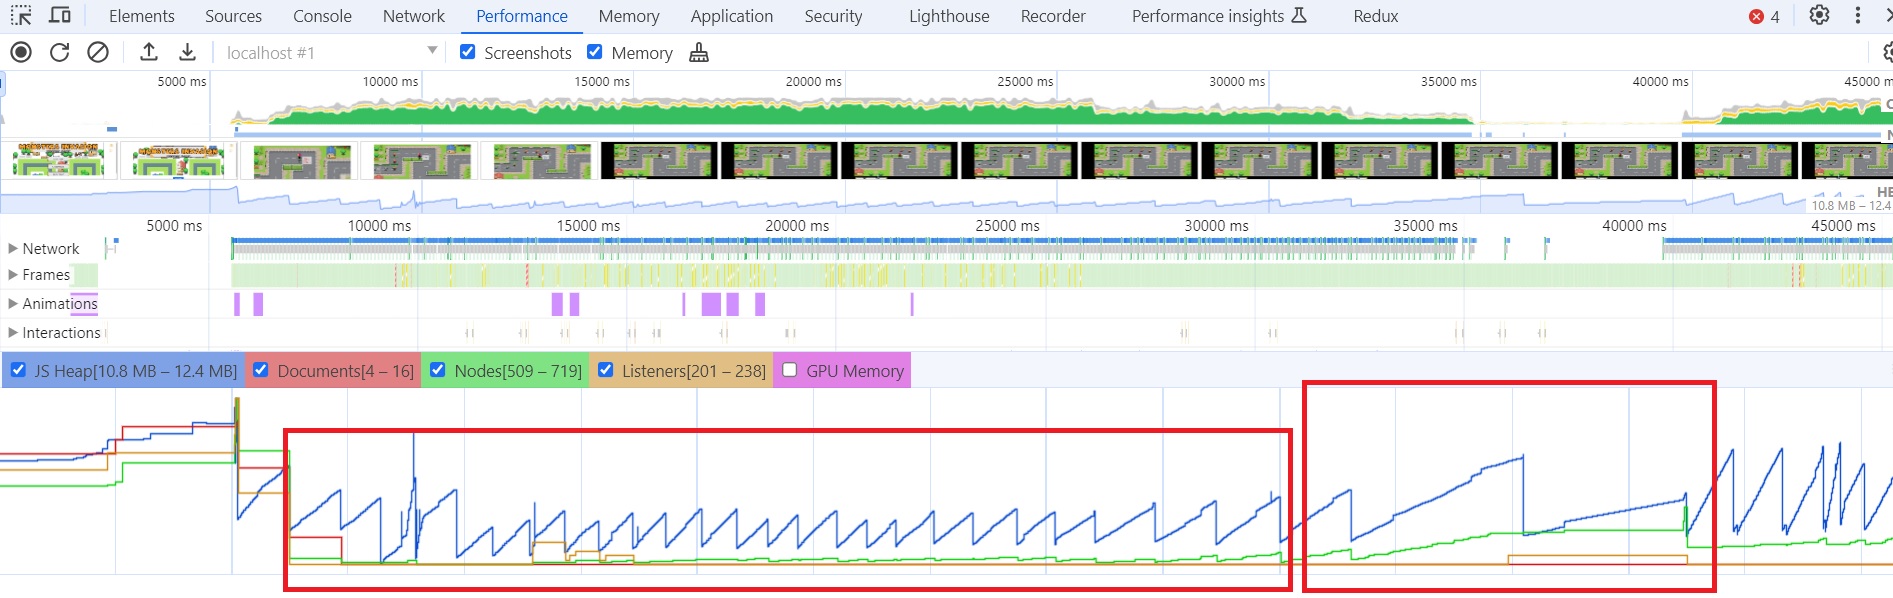 Elements Sources Console Network Performance Memory Application Security Lighthouse Recorder Performance insights Redux 4
localhost #1 Screenshots Memory
5000 ms 10000 ms 15000 ms 20000 ms 25000 ms 30000 ms 35000 ms 40000 ms 45000 m
HE
10.8 MB – 12.4
5000 ms 10000 ms 15000 ms 20000 ms 25000 ms 30000 ms 35000 ms 40000 ms 45000 ms
Network
Frames
Animations
Interactions
JS Heap[10.8 MB – 12.4 MB] Documents[4 – 16] Nodes[509 – 719] Listeners[201 – 238] GPU Memory